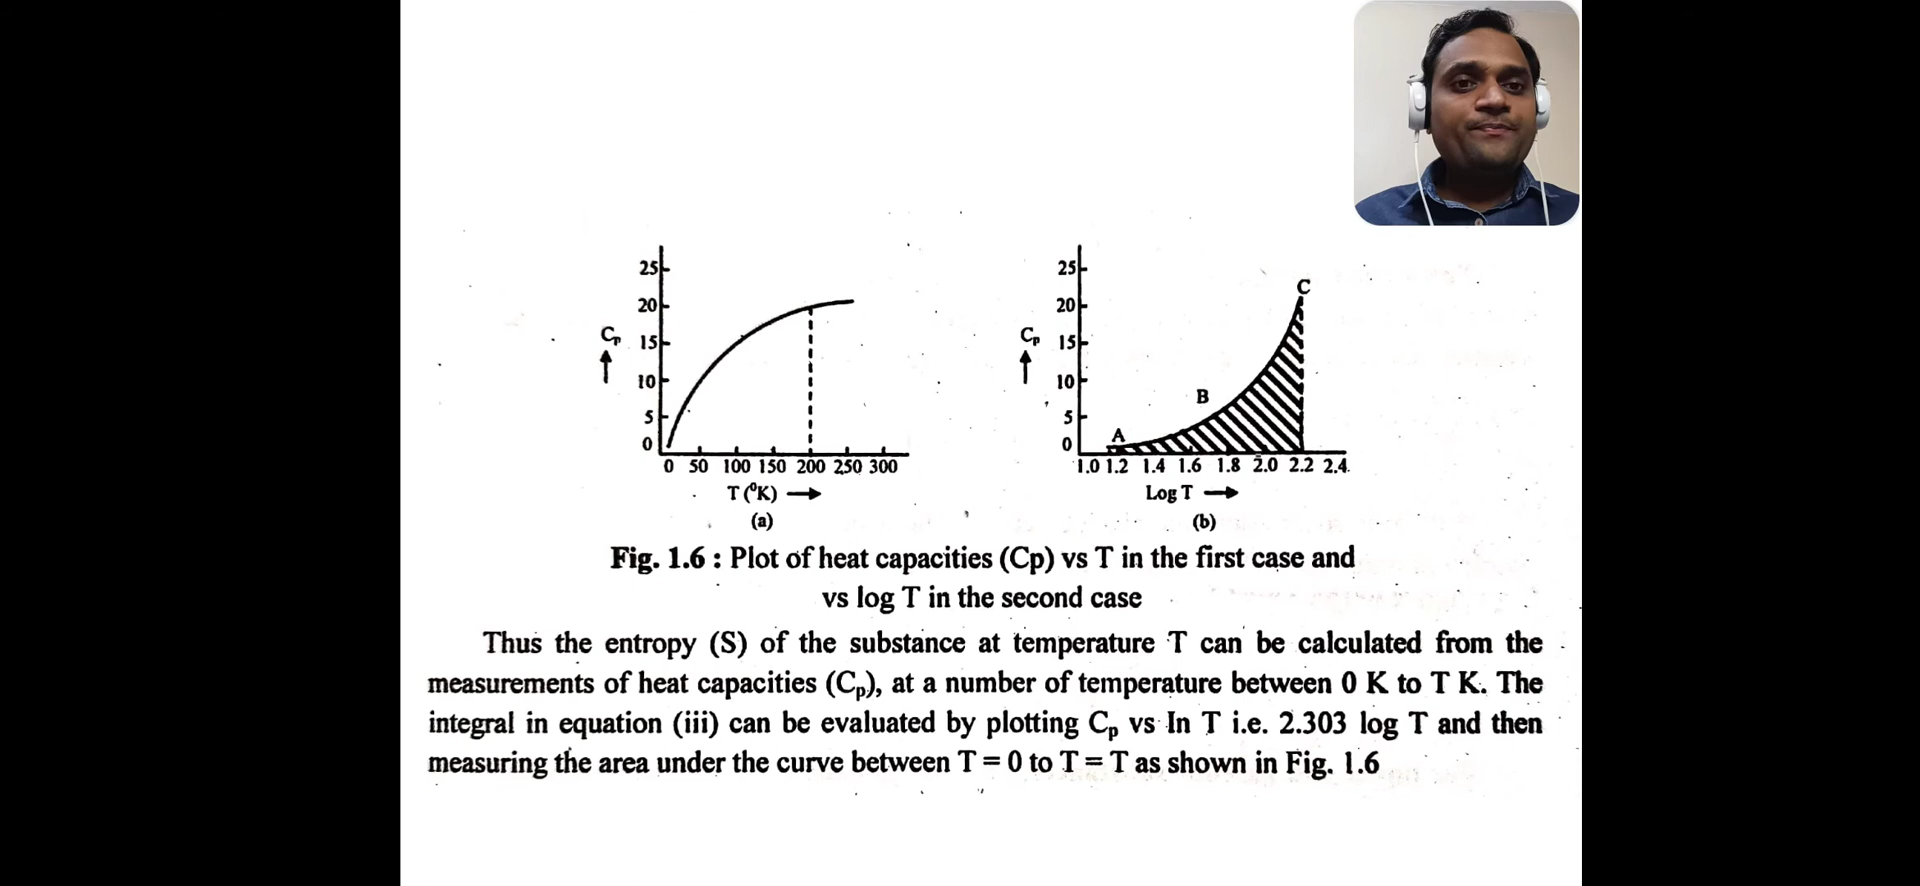 25
20
Cp 15
10
5
0
0 50 100 150 200 250 300
T (⁰K)
(a)
25
C
20
Cp 15
10
B
5
A
0
1.0 1.2 1.4 1.6 1.8 2.0 2.2 2.4
Log T
(b)
Fig. 1.6 : Plot of heat capacities (Cp) vs T in the first case and
vs log T in the second case
Thus the entropy (S) of the substance at temperature T can be calculated from the
measurements of heat capacities (Cp), at a number of temperature between 0 K to T K. The
integral in equation (iii) can be evaluated by plotting Cp vs In T i.e. 2.303 log T and then
measuring the area under the curve between T = 0 to T = T as shown in Fig. 1.6